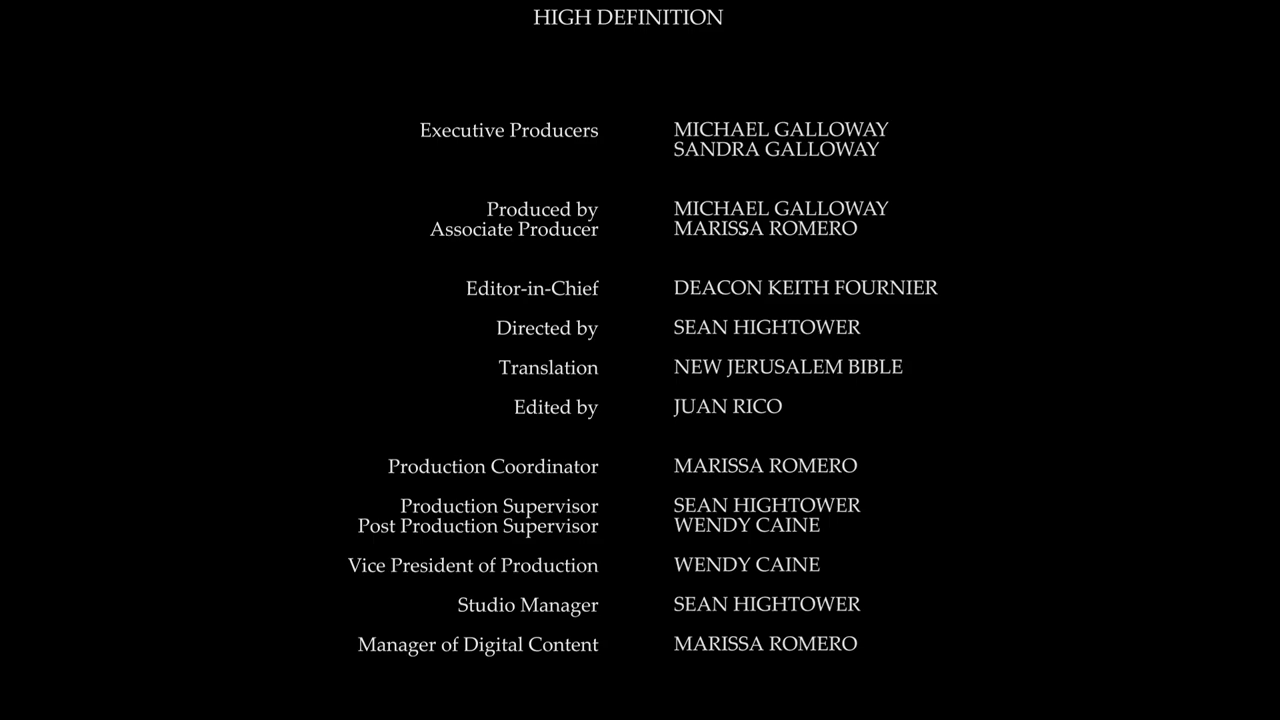 HIGH DEFINITION
Executive Producers MICHAEL GALLOWAY
SANDRA GALLOWAY
Produced by MICHAEL GALLOWAY
Associate Producer MARISSA ROMERO
Editor-in-Chief DEACON KEITH FOURNIER
Directed by SEAN HIGHTOWER
Translation NEW JERUSALEM BIBLE
Edited by JUAN RICO
Production Coordinator MARISSA ROMERO
Production Supervisor SEAN HIGHTOWER
Post Production Supervisor WENDY CAINE
Vice President of Production WENDY CAINE
Studio Manager SEAN HIGHTOWER
Manager of Digital Content MARISSA ROMERO